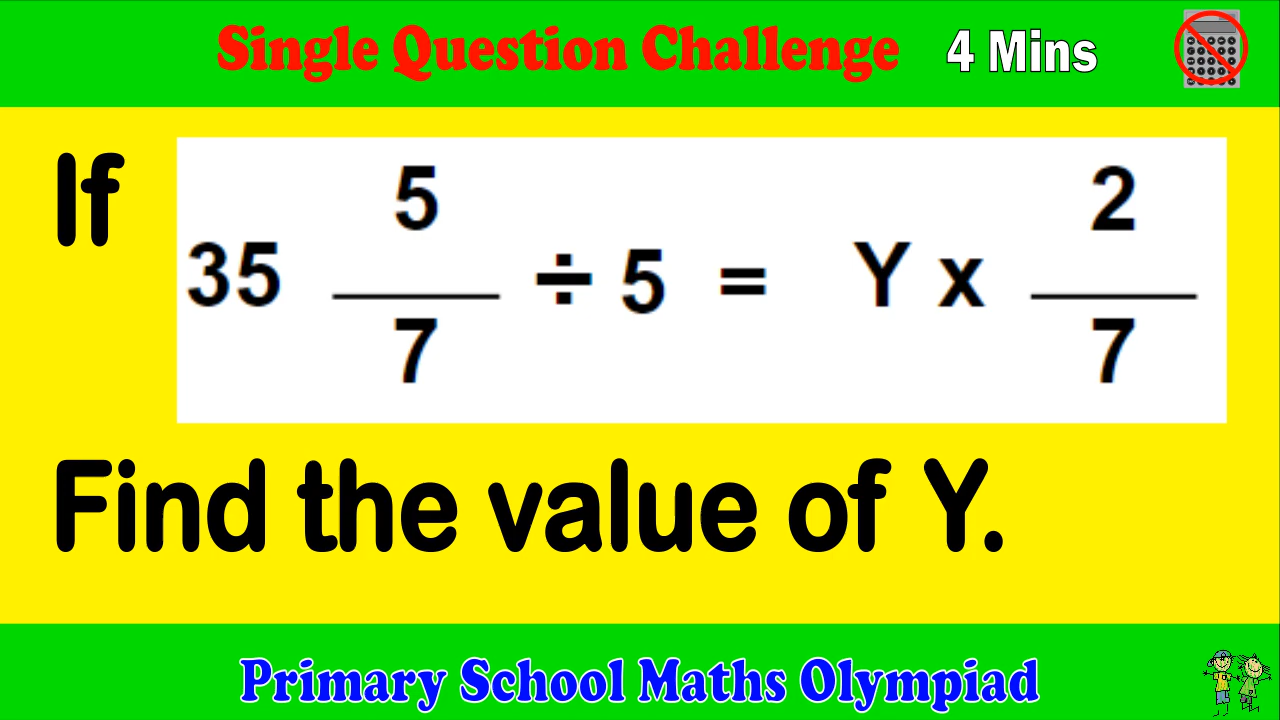 Single Question Challenge 4 Mins
If 35 5/7 ÷ 5 = Y x 2/7
Find the value of Y.
Primary School Maths Olympiad